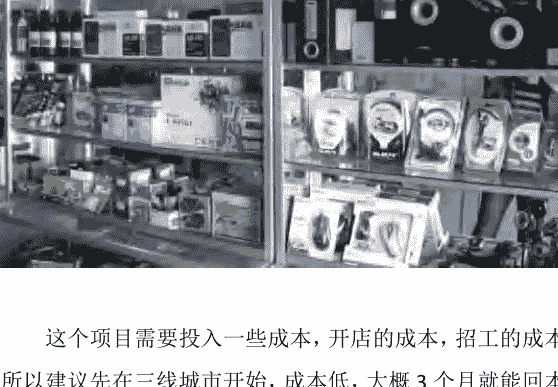 这个项目需要投入一些成本，开店的成本，招工的成本
所以建议先在三线城市开始，成本低，大概 3 个月就能回本